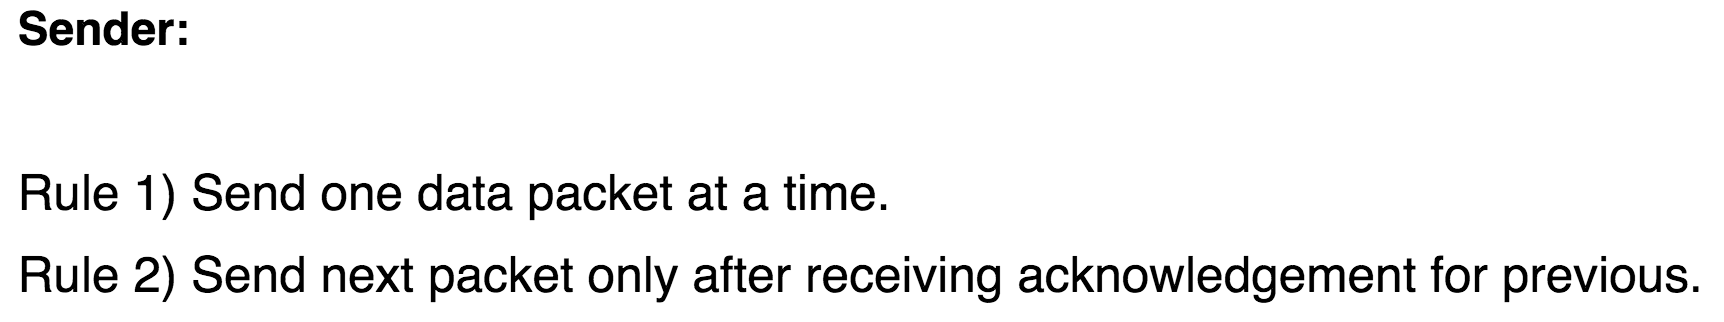 Sender:
Rule 1) Send one data packet at a time.
Rule 2) Send next packet only after receiving acknowledgement for previous.